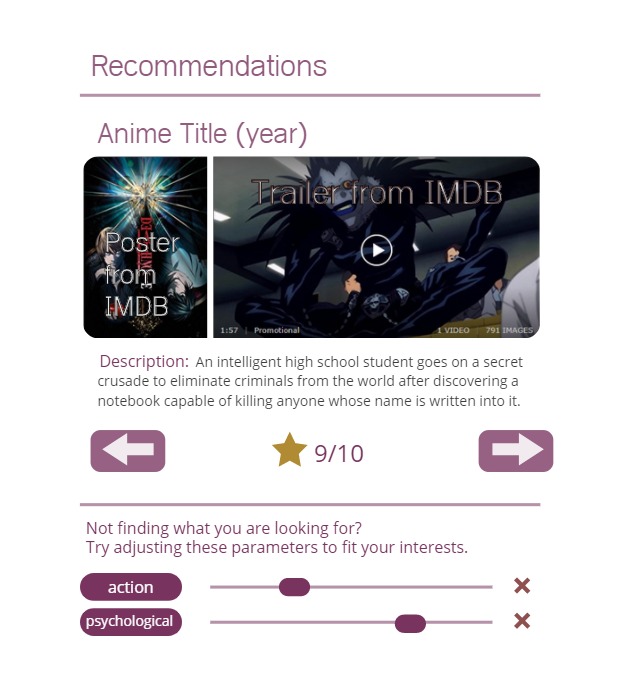 Recommendations
Anime Title (year)
Poster
from
IMDB
Trailer from IMDB
1:57 | Promotional
1 VIDEO | 791 IMAGES
Description: An intelligent high school student goes on a secret
crusade to eliminate criminals from the world after discovering a
notebook capable of killing anyone whose name is written into it.
9/10
Not finding what you are looking for?
Try adjusting these parameters to fit your interests.
action
psychological